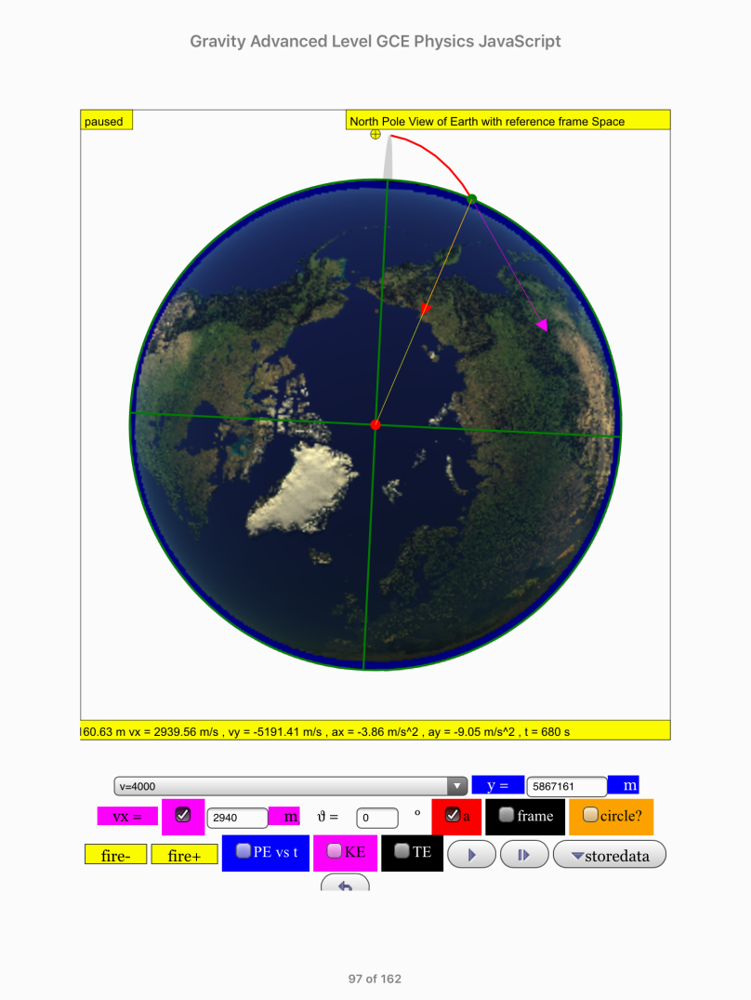 Gravity Advanced Level GCE Physics JavaScript
paused
North Pole View of Earth with reference frame Space
160.63 m vx = 2939.56 m/s , vy = -5191.41 m/s , ax = -3.86 m/s^2 , ay = -9.05 m/s^2 , t = 680 s
v=4000 y = 5867161 m
vx = 2940 m ϑ = 0 º a frame circle?
fire- fire+ PE vs t KE TE storedata
97 of 162